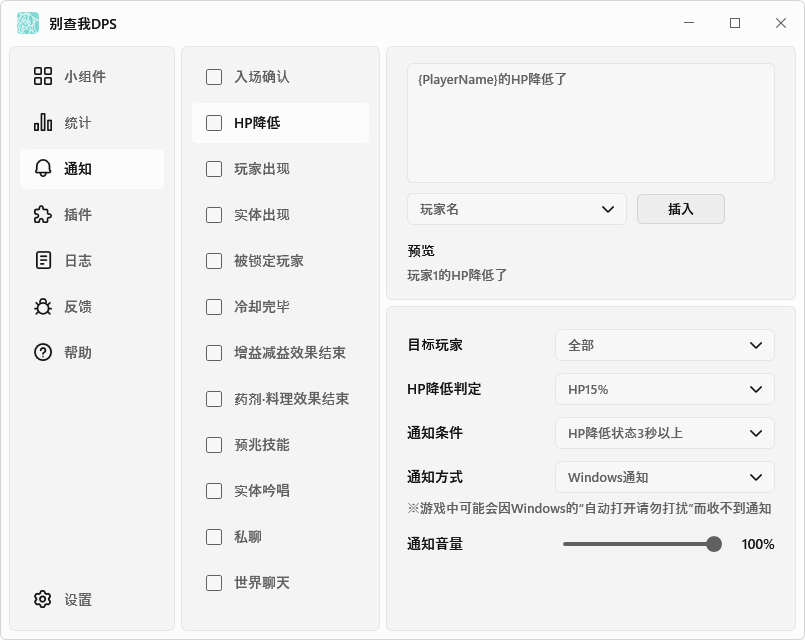 别查我DPS
小组件
统计
通知
插件
日志
反馈
帮助
设置
入场确认
HP降低
玩家出现
实体出现
被锁定玩家
冷却完毕
增益减益效果结束
药剂·料理效果结束
预兆技能
实体吟唱
私聊
世界聊天
{PlayerName}的HP降低了
玩家名
插入
预览
玩家1的HP降低了
目标玩家 全部
HP降低判定 HP15%
通知条件 HP降低状态3秒以上
通知方式 Windows通知
※游戏中可能会因Windows的“自动打开请勿打扰”而收不到通知
通知音量 100%